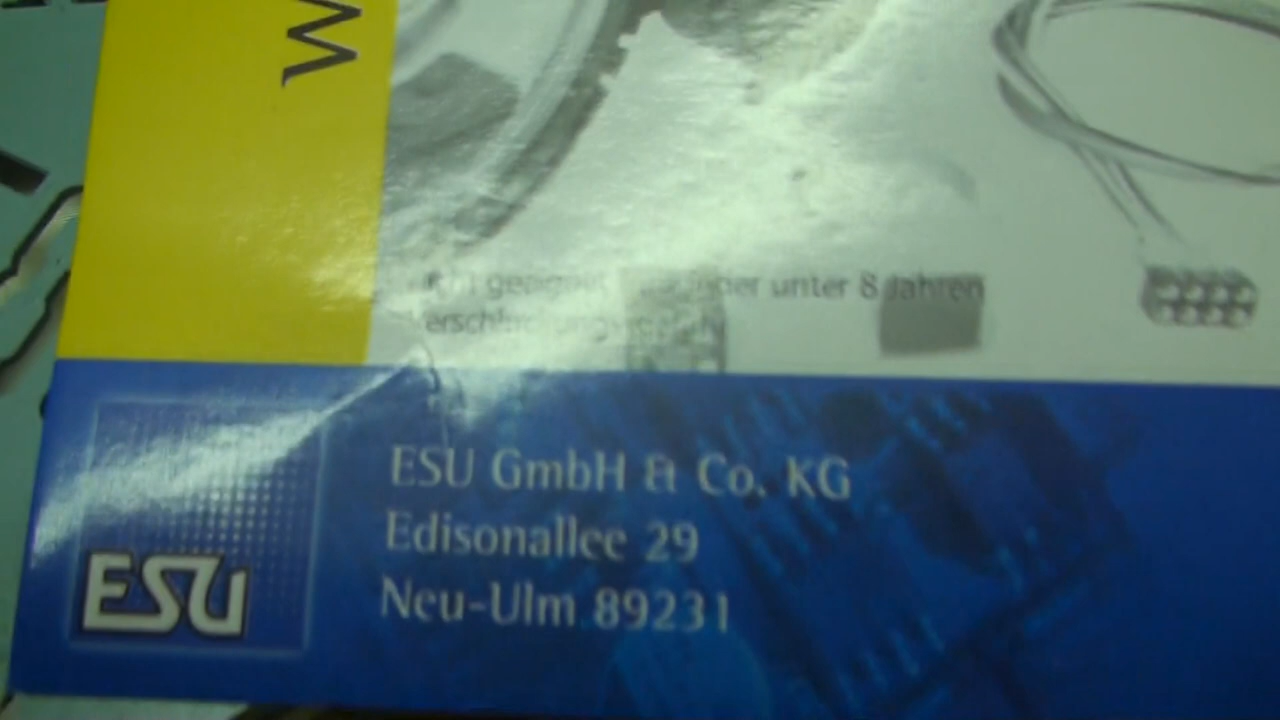 W
geeignet unter 8 Jahren
ESU GmbH & Co. KG
Edisonallee 29
Neu-Ulm 89231
ESU